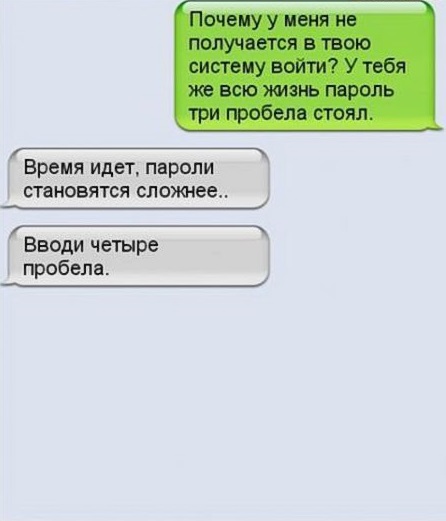 Почему у меня не
получается в твою
систему войти? У тебя
же всю жизнь пароль
три пробела стоял.
Время идет, пароли
становятся сложнее..
Вводи четыре
пробела.